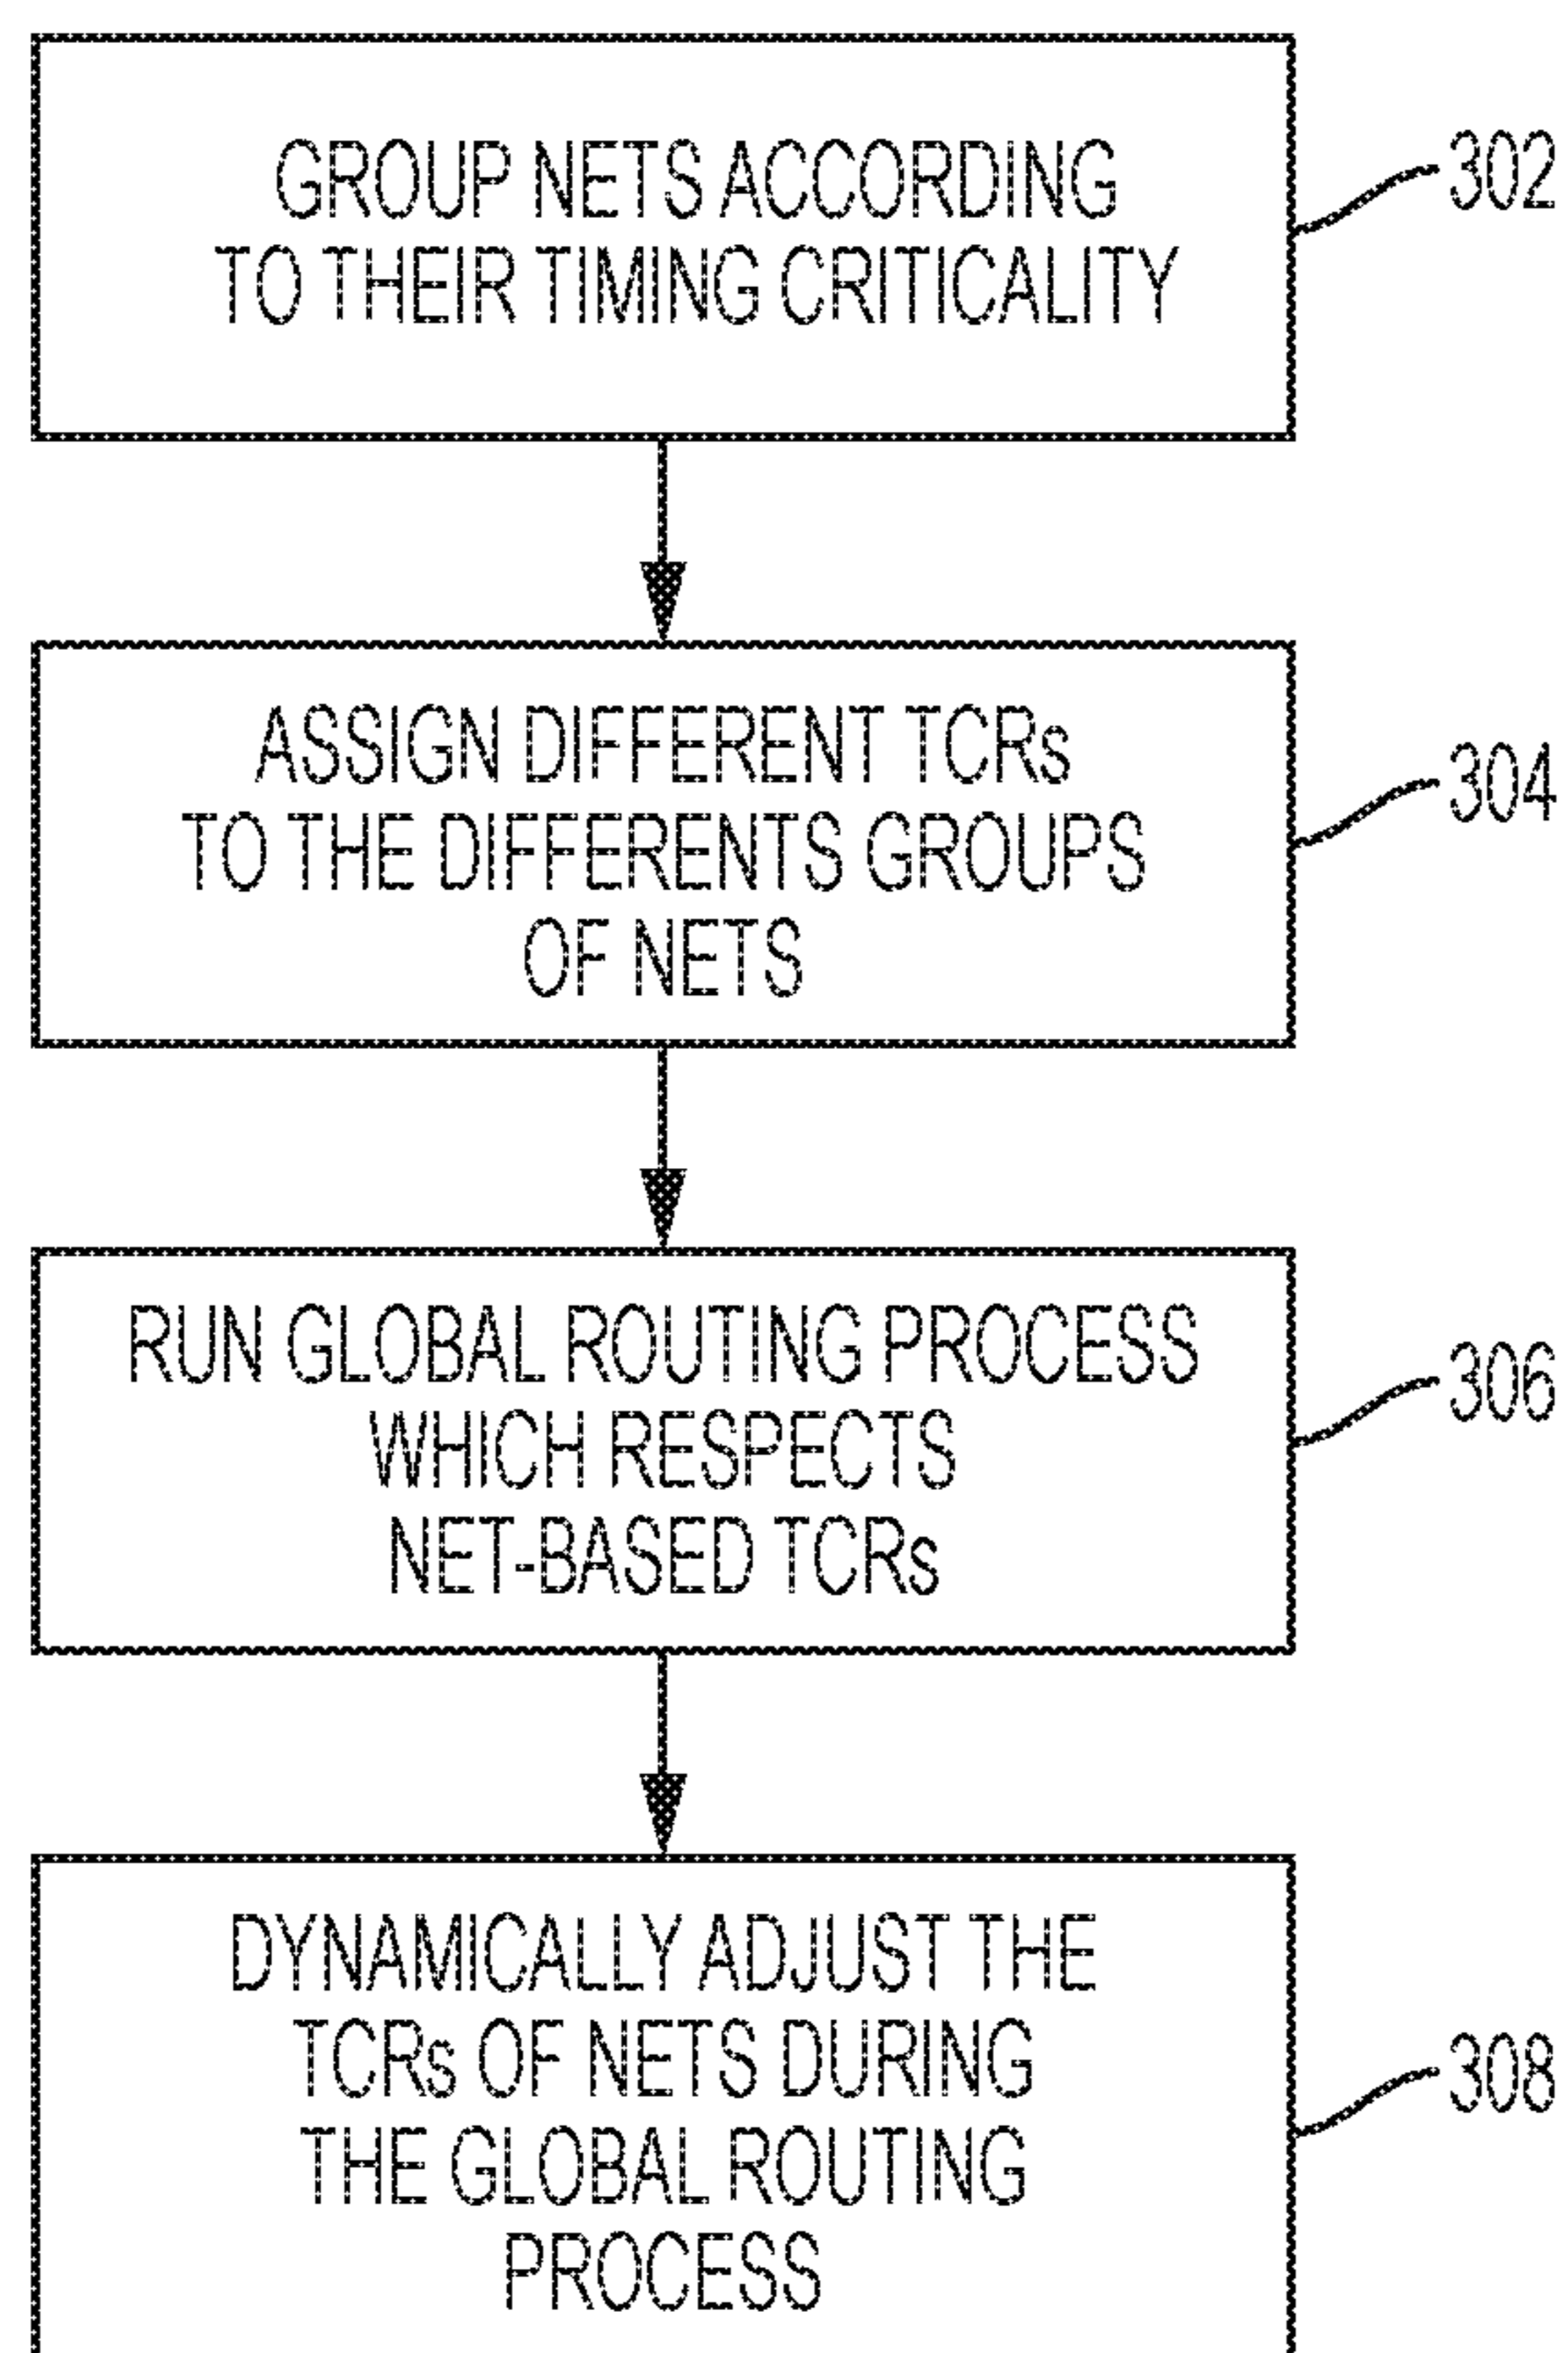 GROUP NETS ACCORDING
TO THEIR TIMING CRITICALITY
302
ASSIGN DIFFERENT TCRs
TO THE DIFFERENTS GROUPS
OF NETS
304
RUN GLOBAL ROUTING PROCESS
WHICH RESPECTS
NET-BASED TCRs
306
DYNAMICALLY ADJUST THE
TCRs OF NETS DURING
THE GLOBAL ROUTING
PROCESS
308